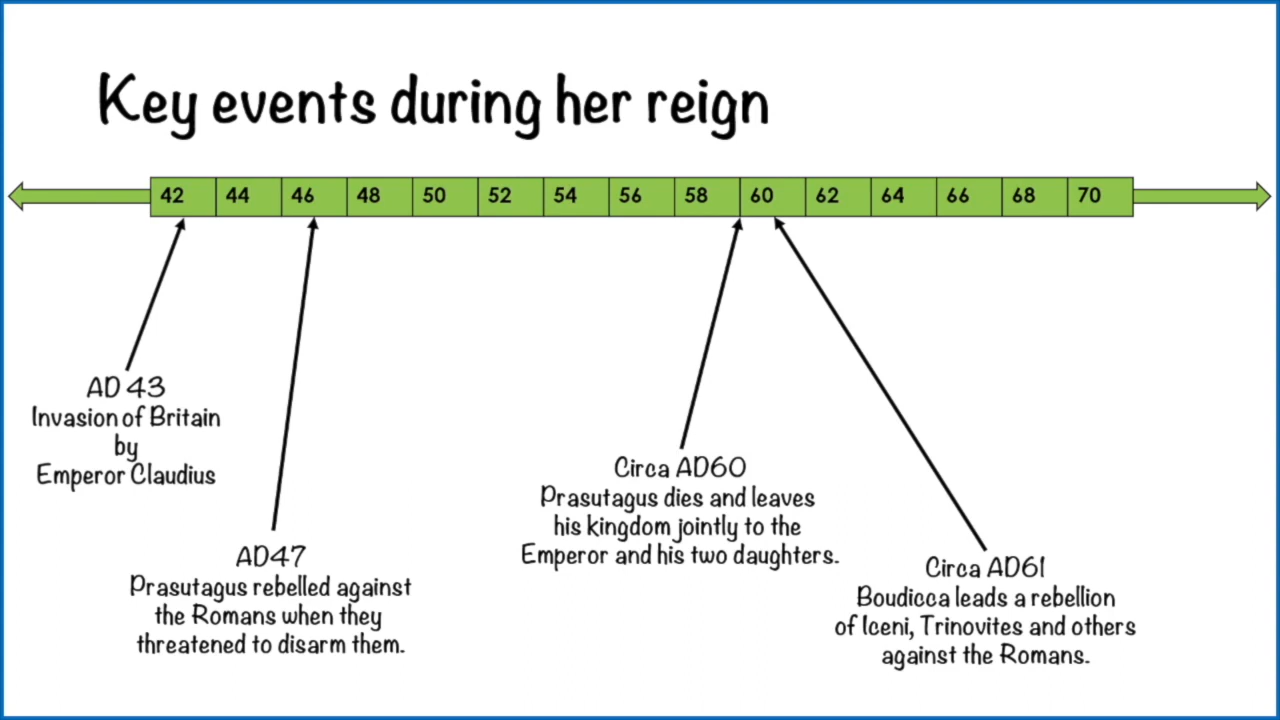 Key events during her reign
42 44 46 48 50 52 54 56 58 60 62 64 66 68 70
AD 43
Invasion of Britain
by
Emperor Claudius
AD47
Prasutagus rebelled against
the Romans when they
threatened to disarm them.
Circa AD60
Prasutagus dies and leaves
his kingdom jointly to the
Emperor and his two daughters.
Circa AD61
Boudicca leads a rebellion
of Iceni, Trinovites and others
against the Romans.